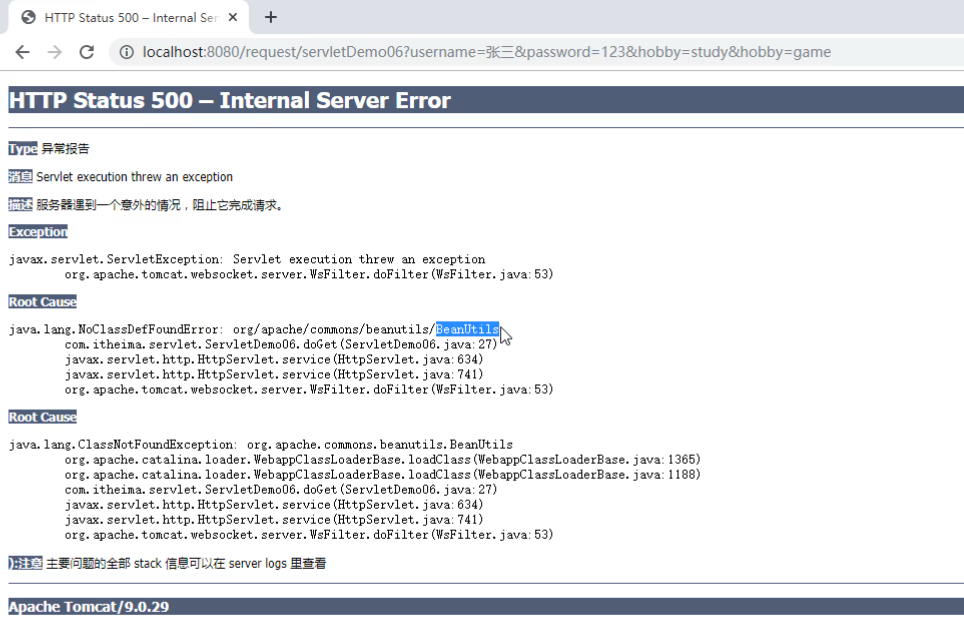 HTTP Status 500 – Internal Ser
localhost:8080/request/servletDemo06?username=张三&password=123&hobby=study&hobby=game
HTTP Status 500 – Internal Server Error
Type 异常报告
消息 Servlet execution threw an exception
描述 服务器遇到一个意外的情况，阻止它完成请求。
Exception
javax.servlet.ServletException: Servlet execution threw an exception
org.apache.tomcat.websocket.server.WsFilter.doFilter(WsFilter.java:53)
Root Cause
java.lang.NoClassDefFoundError: org/apache/commons/beanutils/BeanUtils
com.itheima.servlet.ServletDemo06.doGet(ServletDemo06.java:27)
javax.servlet.http.HttpServlet.service(HttpServlet.java:634)
javax.servlet.http.HttpServlet.service(HttpServlet.java:741)
org.apache.tomcat.websocket.server.WsFilter.doFilter(WsFilter.java:53)
Root Cause
java.lang.ClassNotFoundException: org.apache.commons.beanutils.BeanUtils
org.apache.catalina.loader.WebappClassLoaderBase.loadClass(WebappClassLoaderBase.java:1365)
org.apache.catalina.loader.WebappClassLoaderBase.loadClass(WebappClassLoaderBase.java:1188)
com.itheima.servlet.ServletDemo06.doGet(ServletDemo06.java:27)
javax.servlet.http.HttpServlet.service(HttpServlet.java:634)
javax.servlet.http.HttpServlet.service(HttpServlet.java:741)
org.apache.tomcat.websocket.server.WsFilter.doFilter(WsFilter.java:53)
):注意 主要问题的全部 stack 信息可以在 server logs 里查看
Apache Tomcat/9.0.29